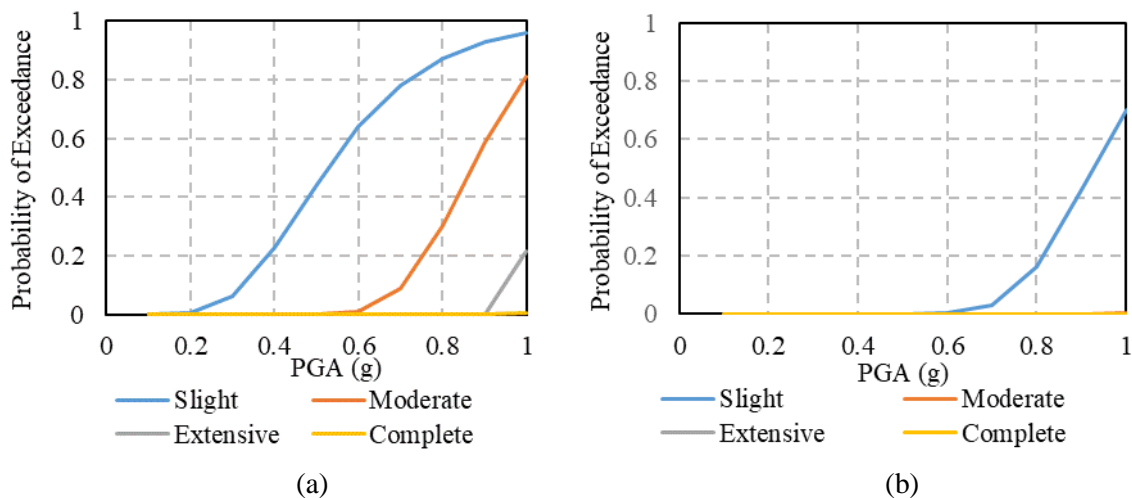 Probability of Exceedance
1
0.8
0.6
0.4
0.2
0
0 0.2 0.4 0.6 0.8 1
PGA (g)
Slight Moderate
Extensive Complete
(a)
Probability of Exceedance
1
0.8
0.6
0.4
0.2
0
0 0.2 0.4 0.6 0.8 1
PGA (g)
Slight Moderate
Extensive Complete
(b)